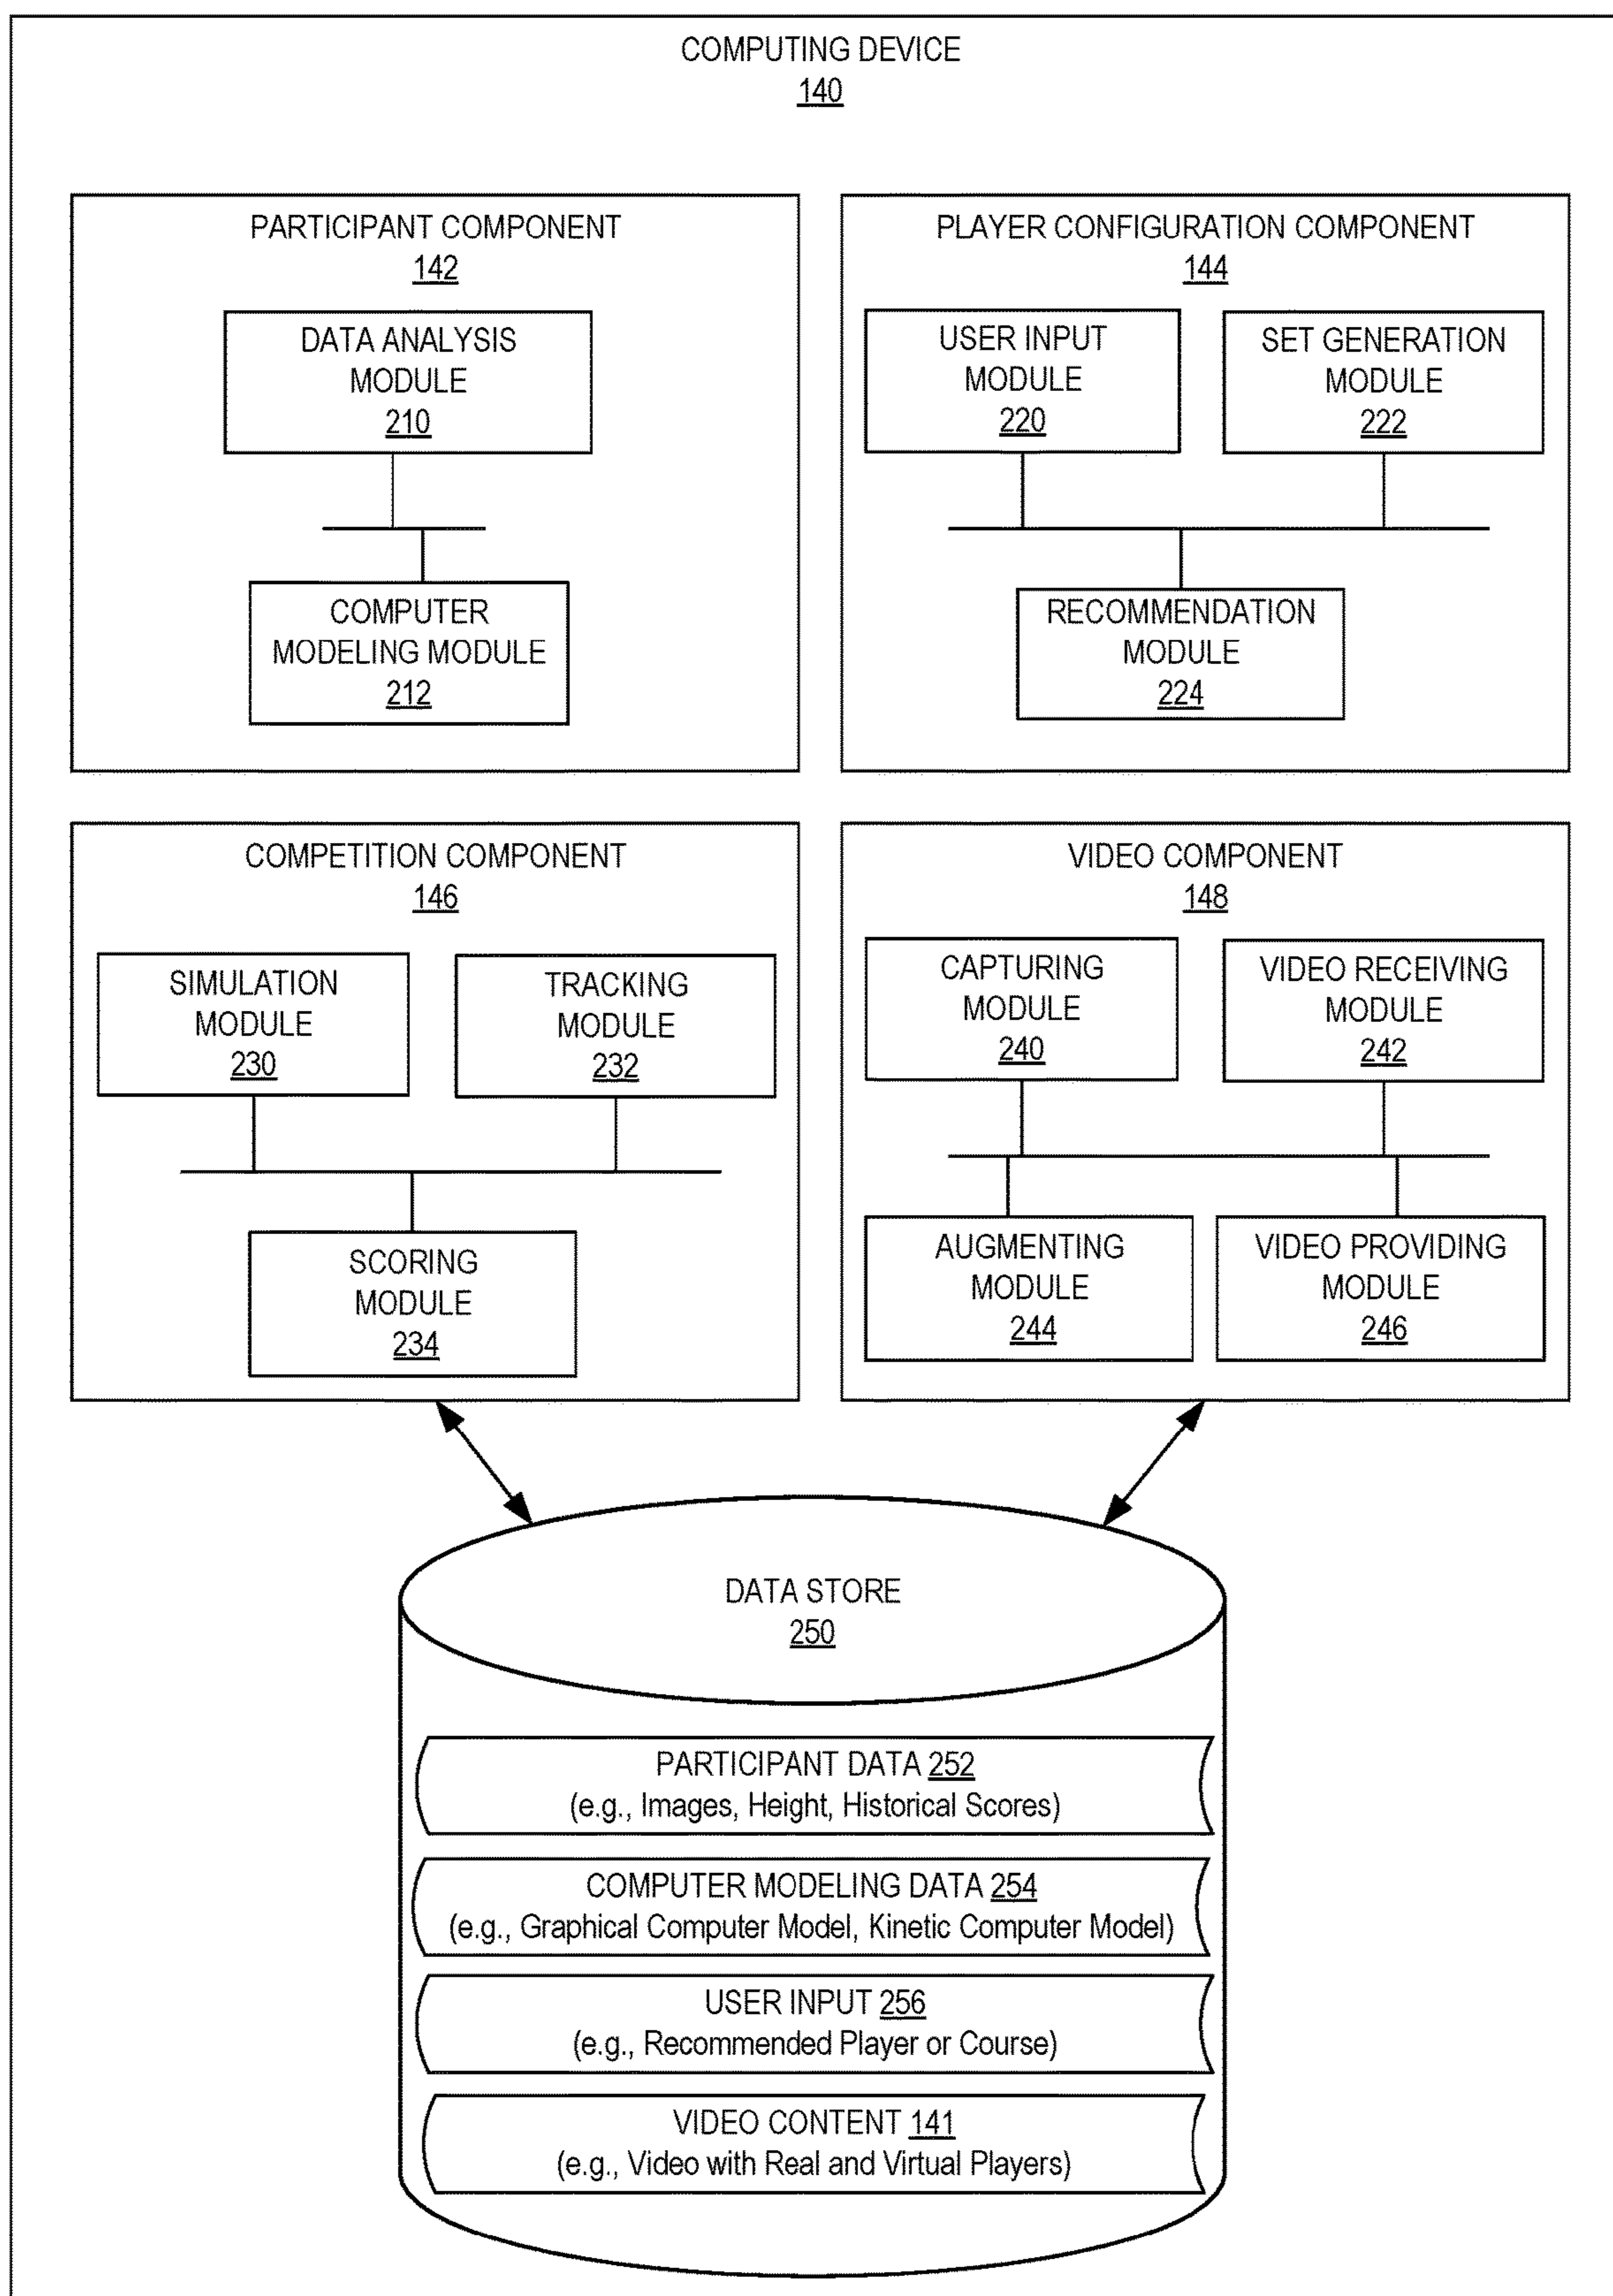 COMPUTING DEVICE
140
PARTICIPANT COMPONENT
142
DATA ANALYSIS
MODULE
210
COMPUTER
MODELING MODULE
212
PLAYER CONFIGURATION COMPONENT
144
USER INPUT
MODULE
220
SET GENERATION
MODULE
222
RECOMMENDATION
MODULE
224
COMPETITION COMPONENT
146
SIMULATION
MODULE
230
TRACKING
MODULE
232
SCORING
MODULE
234
VIDEO COMPONENT
148
CAPTURING
MODULE
240
VIDEO RECEIVING
MODULE
242
AUGMENTING
MODULE
244
VIDEO PROVIDING
MODULE
246
DATA STORE
250
PARTICIPANT DATA 252
(e.g., Images, Height, Historical Scores)
COMPUTER MODELING DATA 254
(e.g., Graphical Computer Model, Kinetic Computer Model)
USER INPUT 256
(e.g., Recommended Player or Course)
VIDEO CONTENT 141
(e.g., Video with Real and Virtual Players)